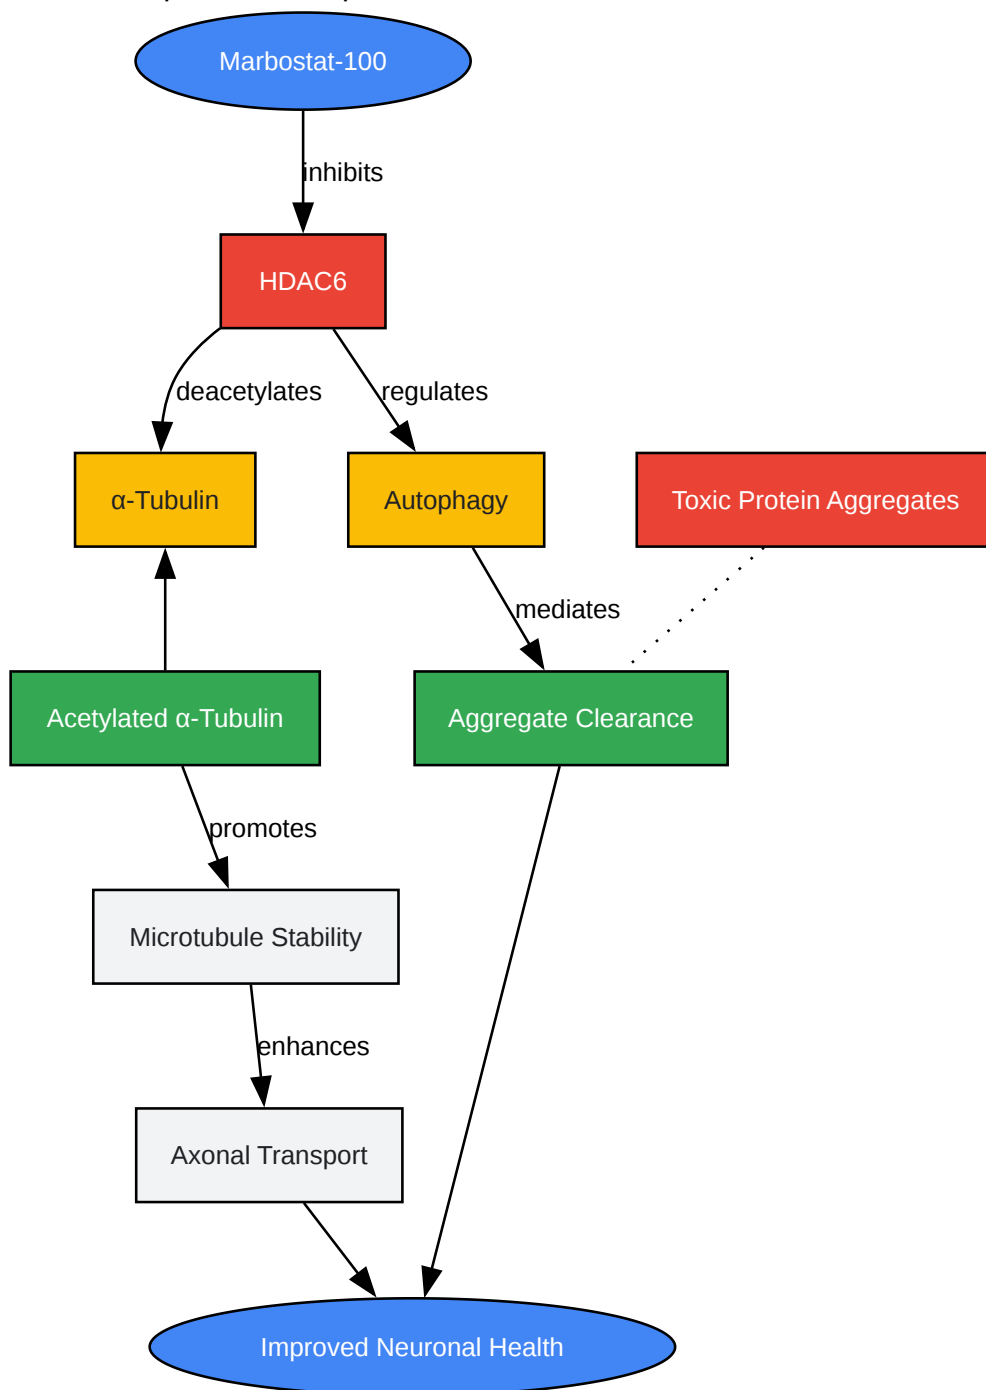 Marbostat-100
inhibits
HDAC6
deacetylates
regulates
α-Tubulin
Autophagy
Toxic Protein Aggregates
mediates
Acetylated α-Tubulin
Aggregate Clearance
promotes
Microtubule Stability
enhances
Axonal Transport
Improved Neuronal Health